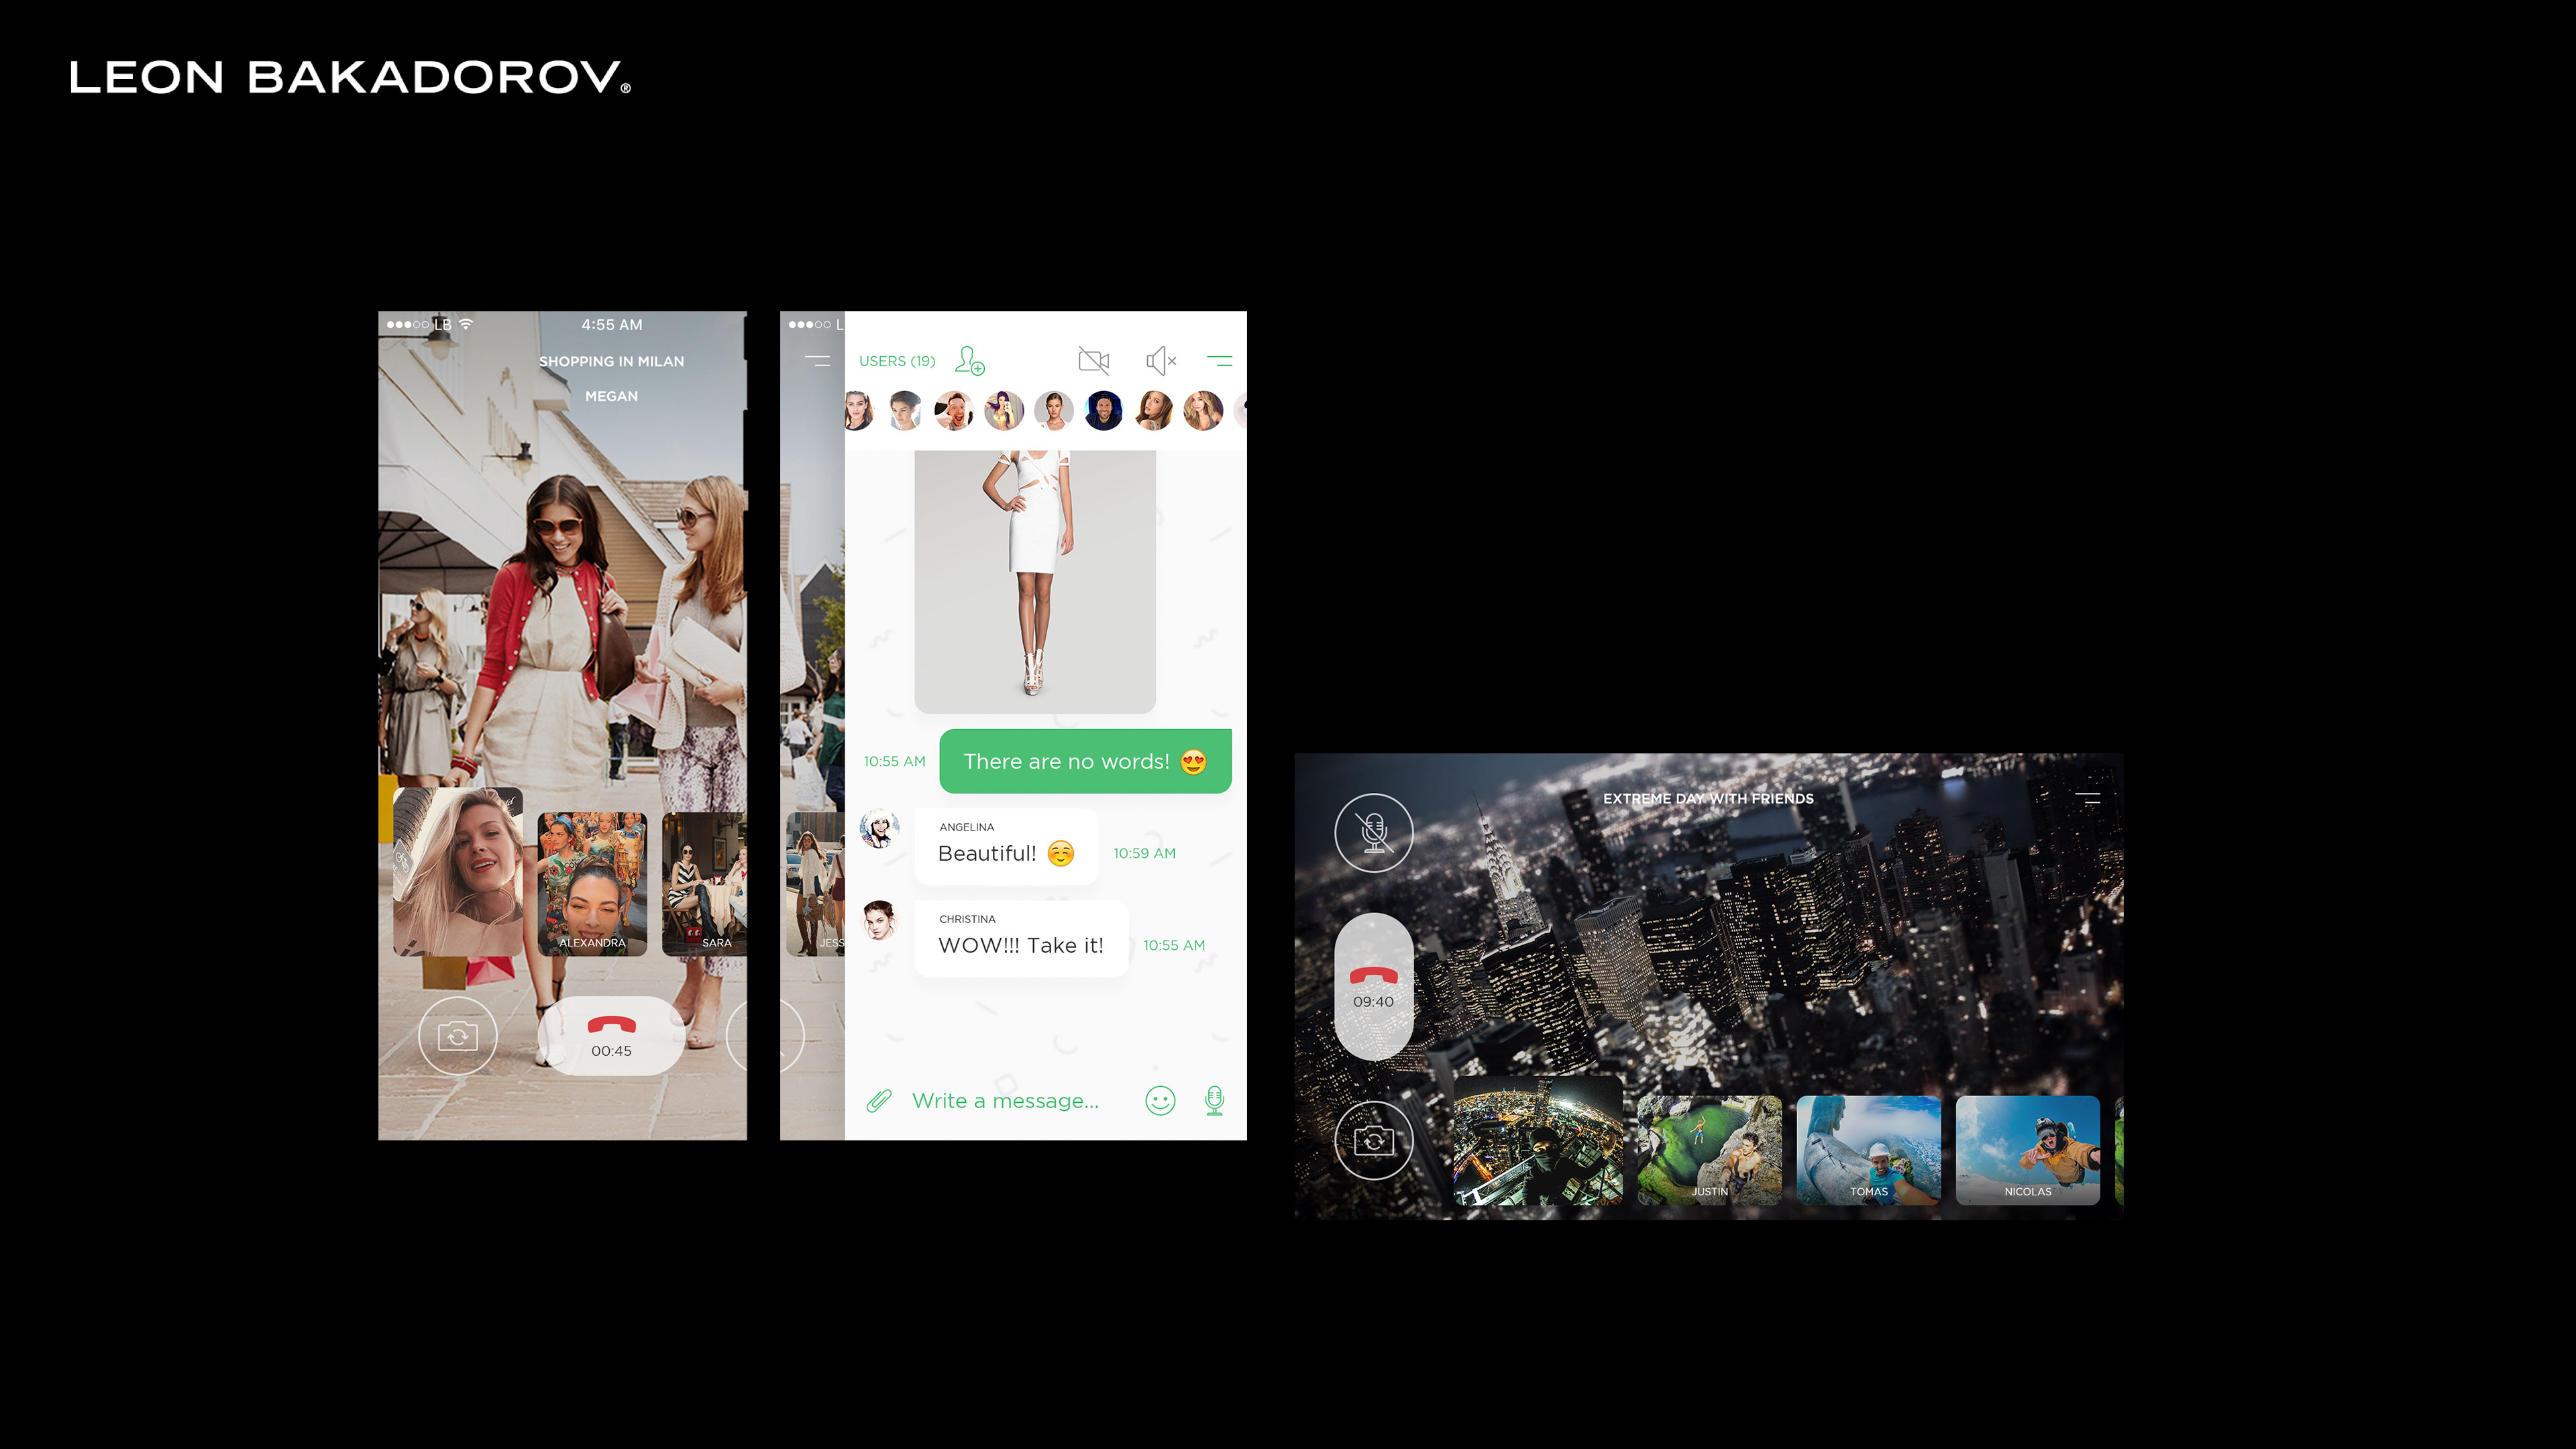 LEON BAKADOROV®
LB 4:55 AM
SHOPPING IN MILAN
MEGAN
ALEXANDRA
SARA
00:45
L
USERS (19)
JESS
10:55 AM There are no words! 😍
ANGELINA
Beautiful! ☺️ 10:59 AM
CHRISTINA
WOW!!! Take it! 10:55 AM
Write a message...
EXTREME DAY WITH FRIENDS
09:40
JUSTIN
TOMAS
NICOLAS